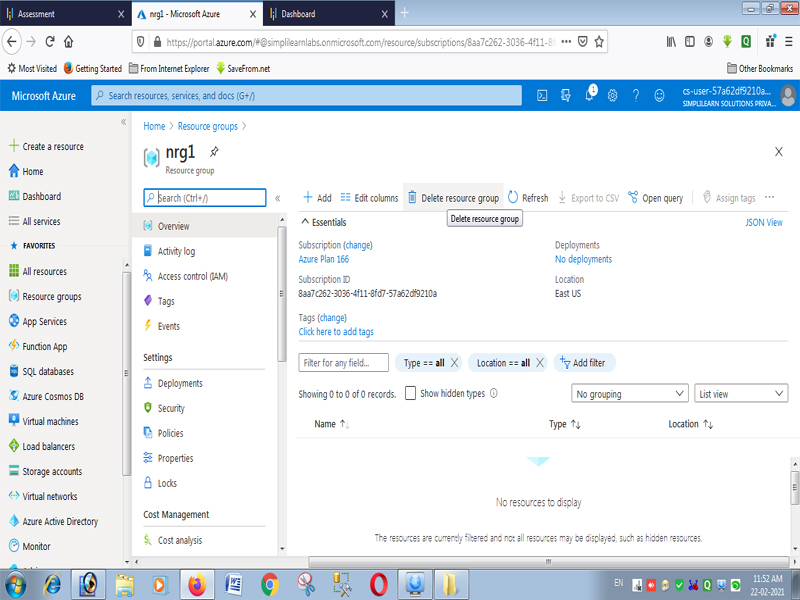 Assessment
nrg1 - Microsoft Azure
Dashboard
https://portal.azure.com/#@simplilearnlabs.onmicrosoft.com/resource/subscriptions/8aa7c262-3036-4f11-8f
Most Visited
Getting Started
From Internet Explorer
SaveFrom.net
Other Bookmarks
Microsoft Azure
Search resources, services, and docs (G+/)
1
cs-user-57a62df9210a...
SIMPLILEARN SOLUTIONS PRIVA...
Create a resource
Home
Dashboard
All services
FAVORITES
All resources
Resource groups
App Services
Function App
SQL databases
Azure Cosmos DB
Virtual machines
Load balancers
Storage accounts
Virtual networks
Azure Active Directory
Monitor
Home > Resource groups >
nrg1
Resource group
Search (Ctrl+/)
Overview
Activity log
Access control (IAM)
Tags
Events
Settings
Deployments
Security
Policies
Properties
Locks
Cost Management
Cost analysis
Add
Edit columns
Delete resource group
Refresh
Export to CSV
Open query
Assign tags
Delete resource group
Essentials
JSON View
Subscription (change)
Azure Plan 166
Subscription ID
8aa7c262-3036-4f11-8fd7-57a62df9210a
Tags (change)
Click here to add tags
Deployments
No deployments
Location
East US
Filter for any field...
Type == all
Location == all
Add filter
Showing 0 to 0 of 0 records.
Show hidden types
No grouping
List view
Name
Type
Location
No resources to display
The resources are currently filtered and not all resources may be displayed, such as hidden resources.
EN
11:52 AM
22-02-2021